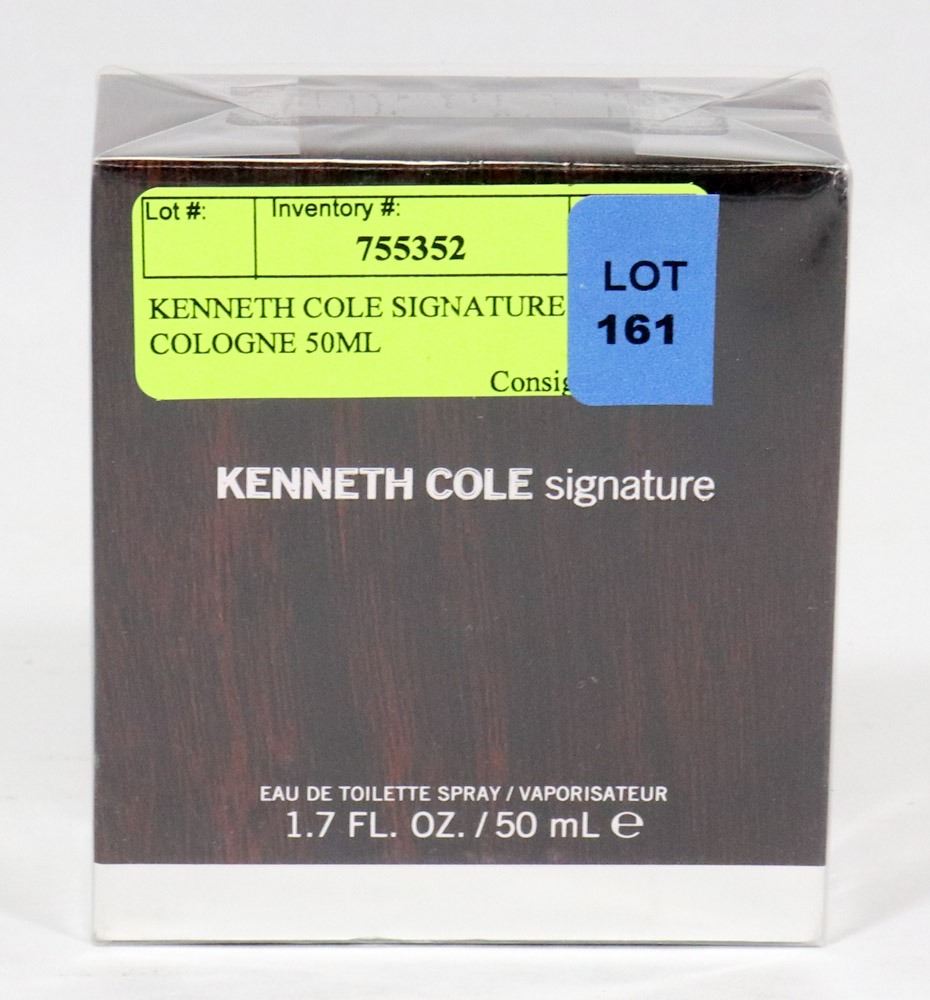 Lot #:
Inventory #:
755352
KENNETH COLE SIGNATURE
COLOGNE 50ML
LOT
161
KENNETH COLE signature
EAU DE TOILETTE SPRAY / VAPORISATEUR
1.7 FL. OZ. / 50 mL ℮